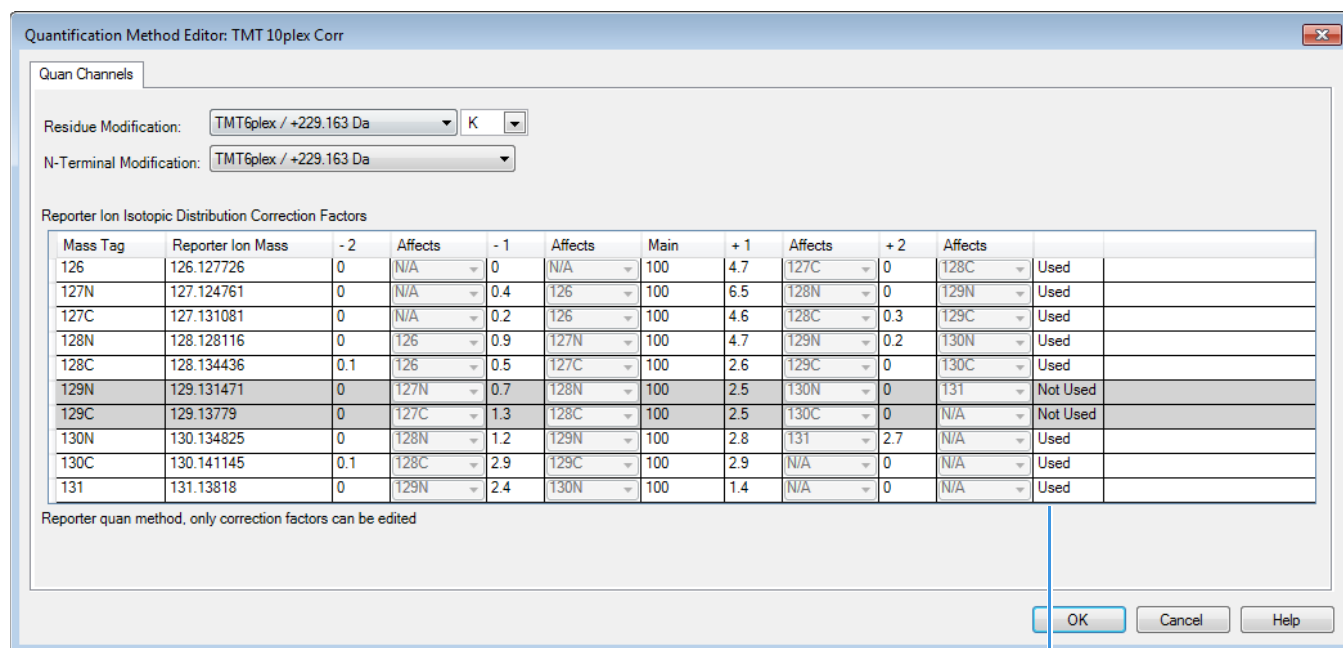 Quantification Method Editor: TMT 10plex Corr
Quan Channels
Residue Modification: TMT6plex / +229.163 Da K
N-Terminal Modification: TMT6plex / +229.163 Da
Reporter Ion Isotopic Distribution Correction Factors
Mass Tag Reporter Ion Mass - 2 Affects - 1 Affects Main + 1 Affects + 2 Affects
126 126.127726 0 N/A 0 N/A 100 4.7 127C 0 128C Used
127N 127.124761 0 N/A 0.4 126 100 6.5 128N 0 129N Used
127C 127.131081 0 N/A 0.2 126 100 4.6 128C 0.3 129C Used
128N 128.128116 0 126 0.9 127N 100 4.7 129N 0.2 130N Used
128C 128.134436 0.1 126 0.5 127C 100 2.6 129C 0 130C Used
129N 129.131471 0 127N 0.7 128N 100 2.5 130N 0 131 Not Used
129C 129.13779 0 127C 1.3 128C 100 2.5 130C 0 N/A Not Used
130N 130.134825 0 128N 1.2 129N 100 2.8 131 2.7 N/A Used
130C 130.141145 0.1 128C 2.9 129C 100 2.9 N/A 0 N/A Used
131 131.13818 0 129N 2.4 130N 100 1.4 N/A 0 N/A Used
Reporter quan method, only correction factors can be edited
OK Cancel Help